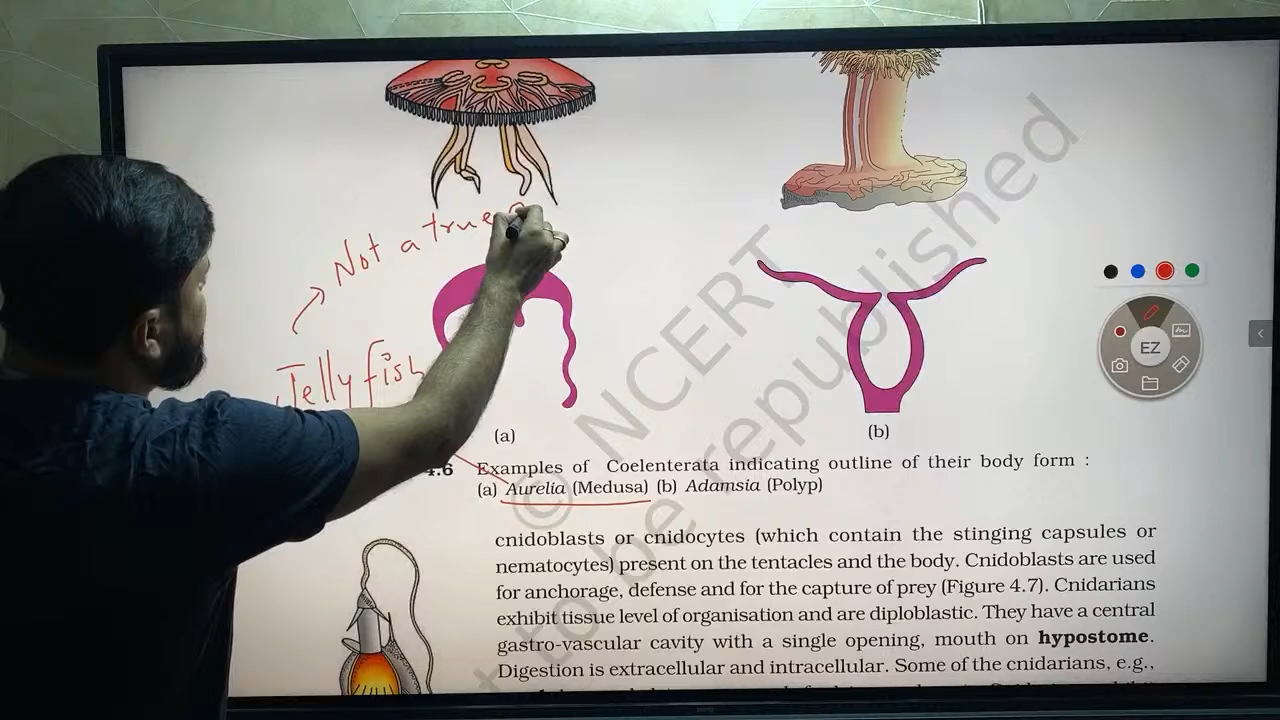 Not a true
Jelly fish
EZ
(a)
(b)
4.6 Examples of Coelenterata indicating outline of their body form :
(a) Aurelia (Medusa) (b) Adamsia (Polyp)
cnidoblasts or cnidocytes (which contain the stinging capsules or
nematocytes) present on the tentacles and the body. Cnidoblasts are used
for anchorage, defense and for the capture of prey (Figure 4.7). Cnidarians
exhibit tissue level of organisation and are diploblastic. They have a central
gastro-vascular cavity with a single opening, mouth on hypostome.
Digestion is extracellular and intracellular. Some of the cnidarians, e.g.,
© NCERT
to be republished